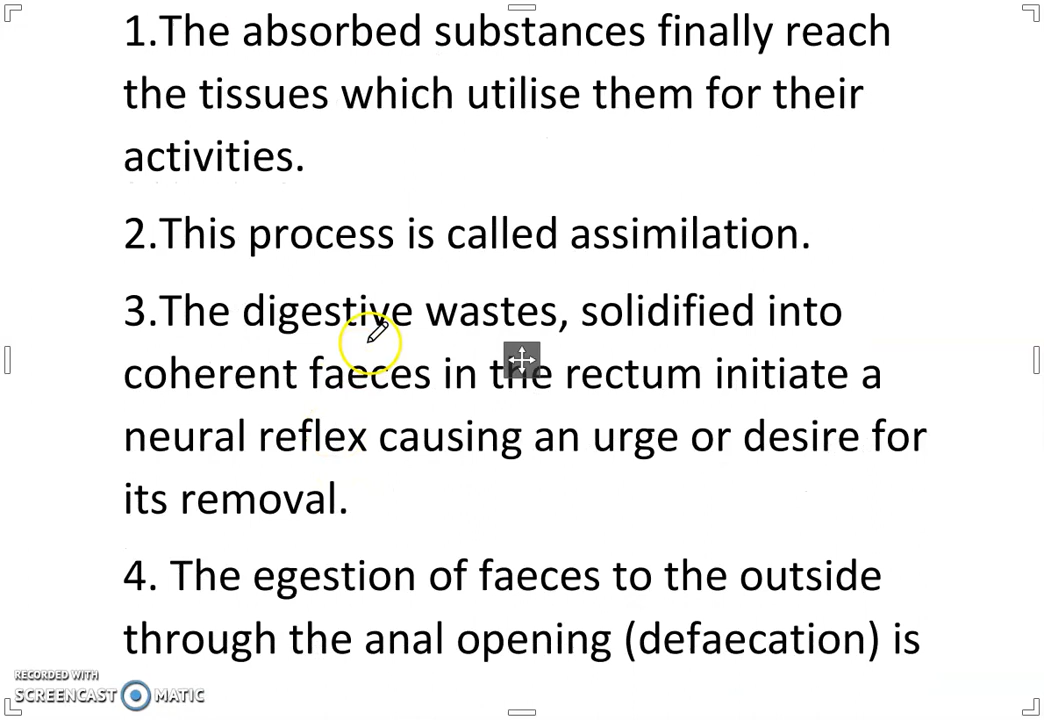 1.The absorbed substances finally reach
the tissues which utilise them for their
activities.
2.This process is called assimilation.
3.The digestive wastes, solidified into
coherent faeces in the rectum initiate a
neural reflex causing an urge or desire for
its removal.
4. The egestion of faeces to the outside
through the anal opening (defaecation) is
RECORDED WITH
SCREENCAST MATIC